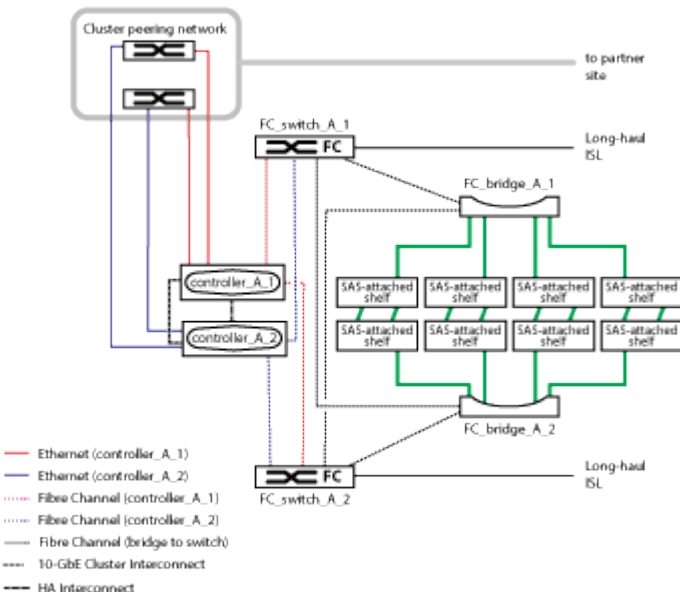 Cluster peering network
to partner
site
FC_switch_A_1
FC
Long-haul
ISL
FC_bridge_A_1
controller_A_1
SAS-attached
shelf
SAS-attached
shelf
SAS-attached
shelf
SAS-attached
shelf
controller_A_2
SAS-attached
shelf
SAS-attached
shelf
SAS-attached
shelf
SAS-attached
shelf
FC_bridge_A_2
FC
FC_switch_A_2
Long-haul
ISL
Ethernet (controller_A_1)
Ethernet (controller_A_2)
Fibre Channel (controller_A_1)
Fibre Channel (controller_A_2)
Fibre Channel (bridge to switch)
10-GbE Cluster Interconnect
HA Interconnect